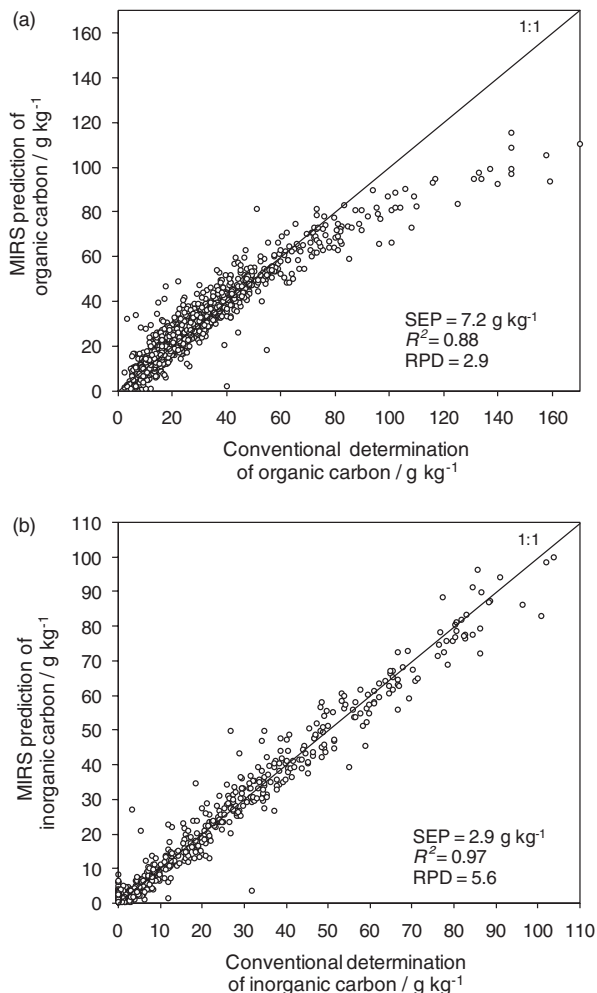 (a)
170
160
140
120
100
80
60
40
20
0
MIRS prediction of
organic carbon / g kg⁻¹
1:1
SEP = 7.2 g kg⁻¹
R² = 0.88
RPD = 2.9
0 20 40 60 80 100 120 140 160
Conventional determination
of organic carbon / g kg⁻¹
(b)
110
100
90
80
70
60
50
40
30
20
10
0
MIRS prediction of
inorganic carbon / g kg⁻¹
1:1
SEP = 2.9 g kg⁻¹
R² = 0.97
RPD = 5.6
0 10 20 30 40 50 60 70 80 90 100 110
Conventional determination
of inorganic carbon / g kg⁻¹